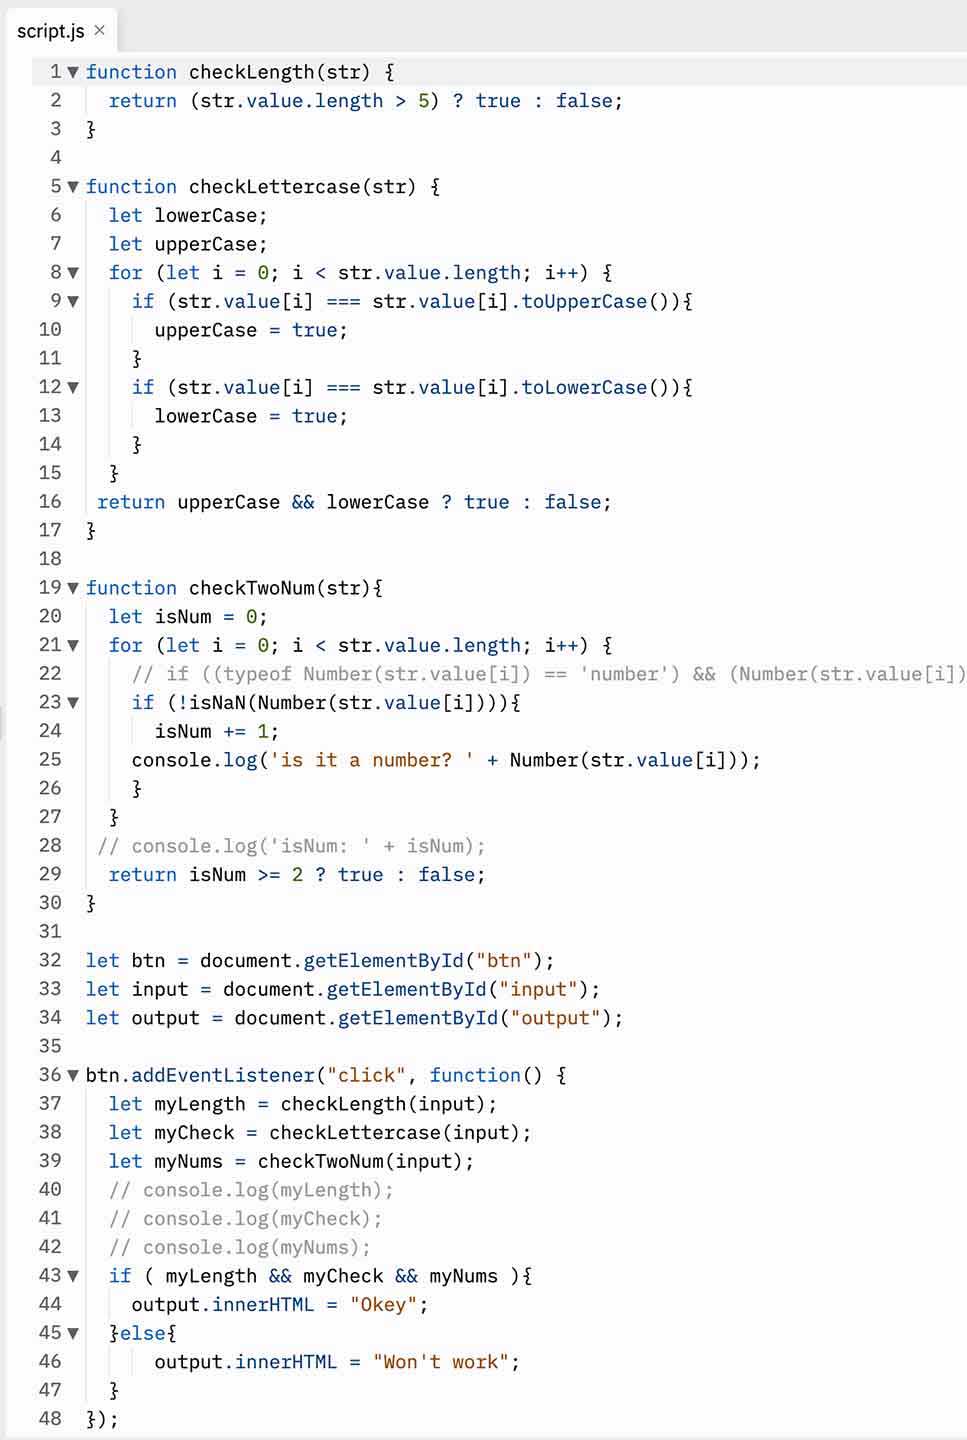 script.js ×
1 function checkLength(str) {
2 return (str.value.length > 5) ? true : false;
3 }
4
5 function checkLettercase(str) {
6 let lowerCase;
7 let upperCase;
8 for (let i = 0; i < str.value.length; i++) {
9 if (str.value[i] === str.value[i].toUpperCase()){
10 upperCase = true;
11 }
12 if (str.value[i] === str.value[i].toLowerCase()){
13 lowerCase = true;
14 }
15 }
16 return upperCase && lowerCase ? true : false;
17 }
18
19 function checkTwoNum(str){
20 let isNum = 0;
21 for (let i = 0; i < str.value.length; i++) {
22 // if ((typeof Number(str.value[i]) == 'number') && (Number(str.value[i])
23 if (!isNaN(Number(str.value[i]))){
24 isNum += 1;
25 console.log('is it a number? ' + Number(str.value[i]));
26 }
27 }
28 // console.log('isNum: ' + isNum);
29 return isNum >= 2 ? true : false;
30 }
31
32 let btn = document.getElementById("btn");
33 let input = document.getElementById("input");
34 let output = document.getElementById("output");
35
36 btn.addEventListener("click", function() {
37 let myLength = checkLength(input);
38 let myCheck = checkLettercase(input);
39 let myNums = checkTwoNum(input);
40 // console.log(myLength);
41 // console.log(myCheck);
42 // console.log(myNums);
43 if ( myLength && myCheck && myNums ){
44 output.innerHTML = "Okey";
45 }else{
46 output.innerHTML = "Won't work";
47 }
48 });